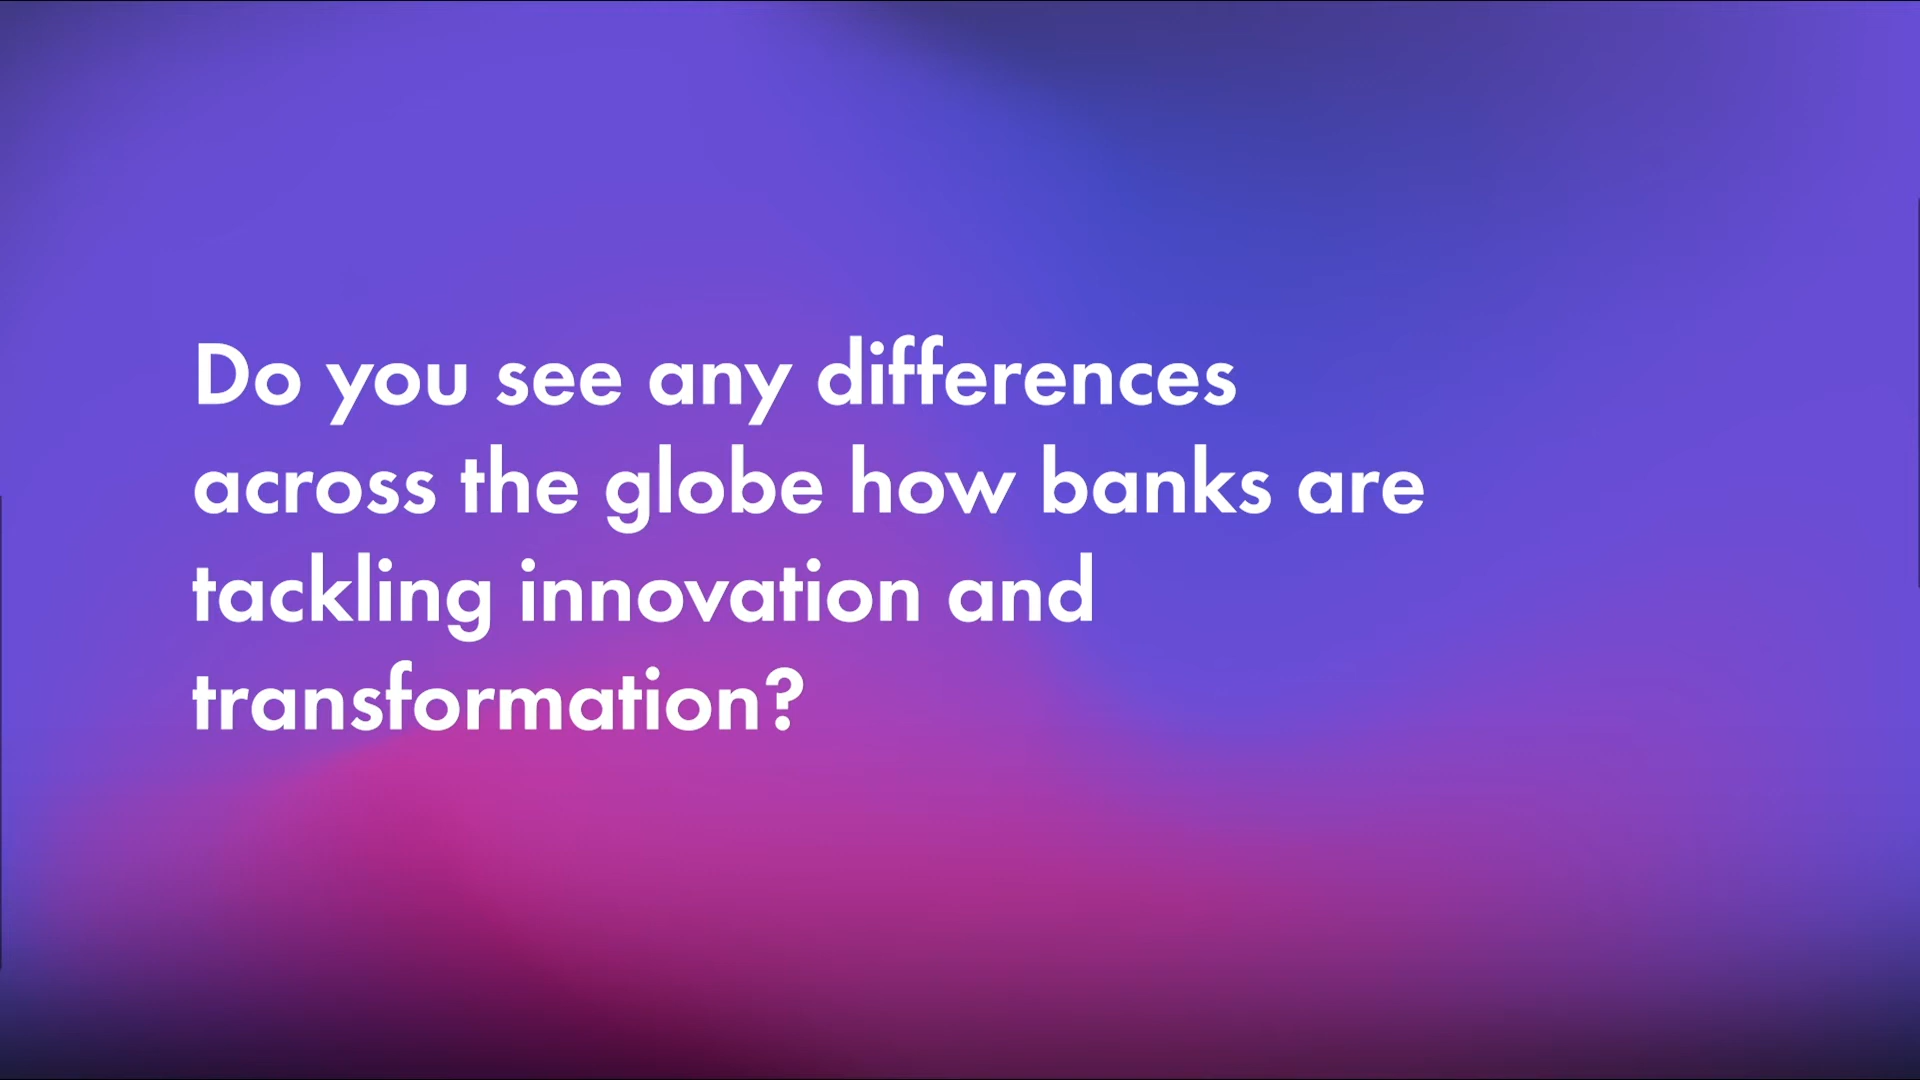 Do you see any differences
across the globe how banks are
tackling innovation and
transformation?